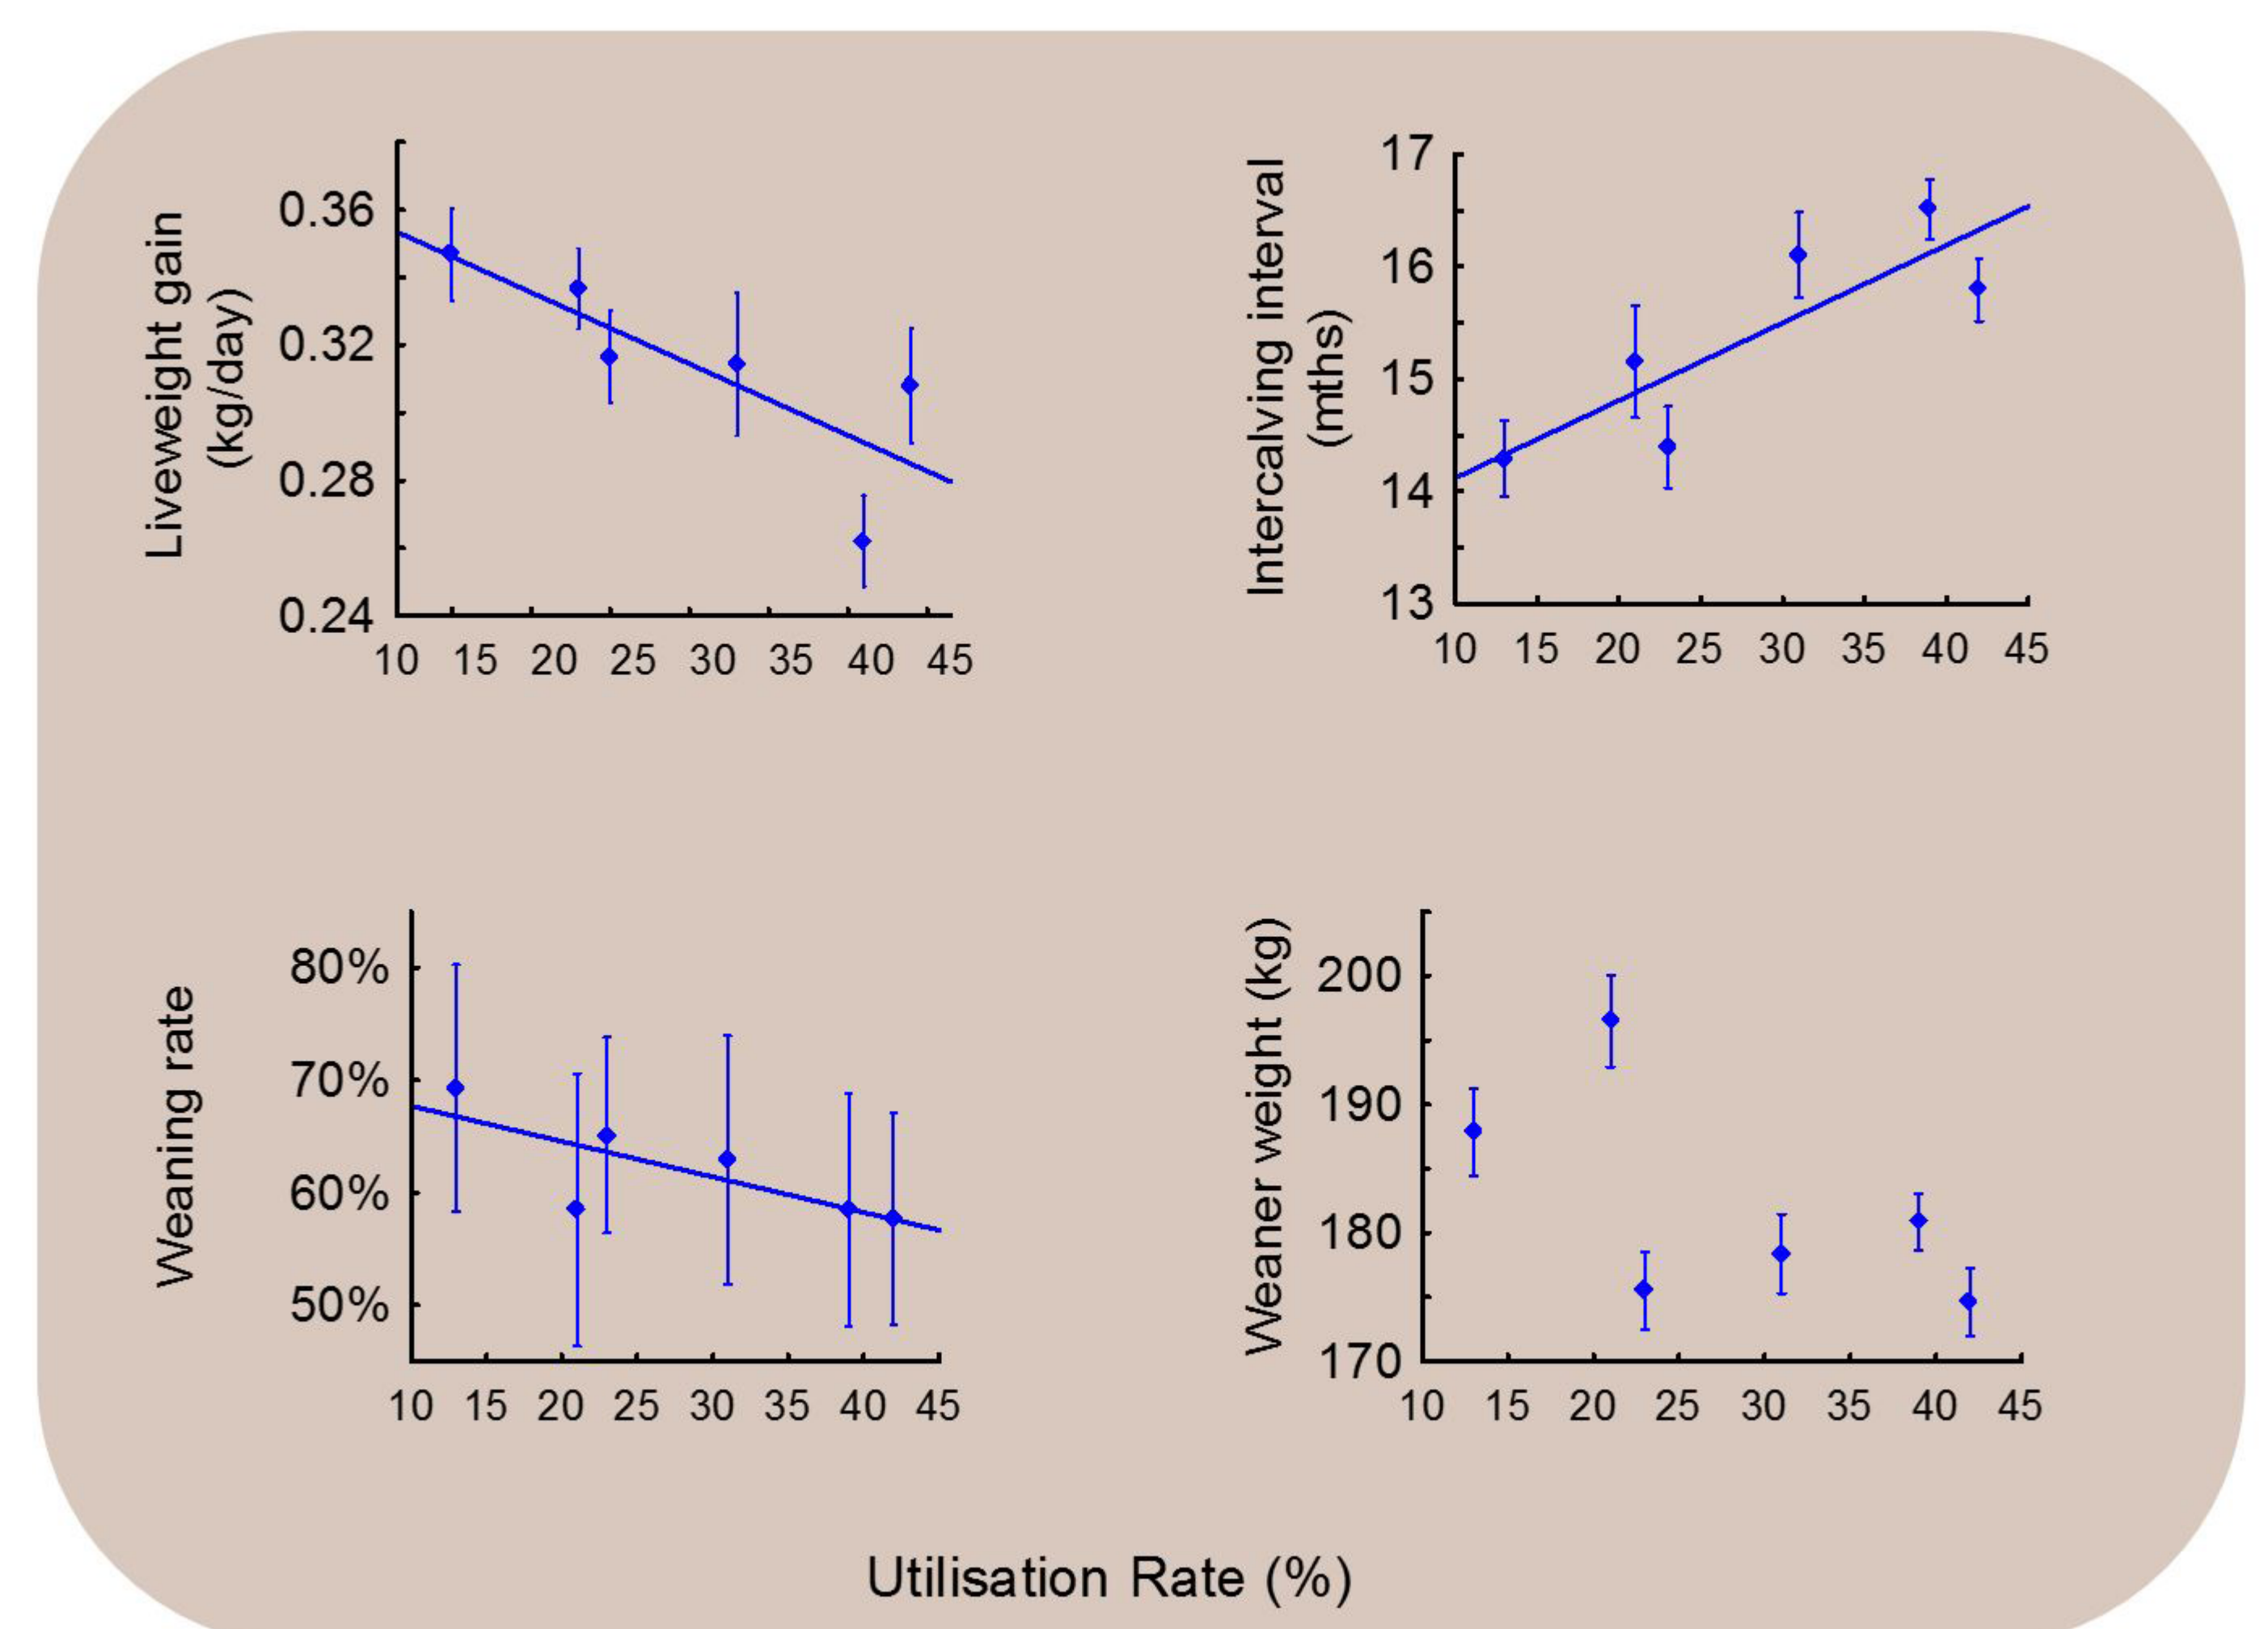 Liveweight gain
(kg/day)
0.36
0.32
0.28
0.24
10 15 20 25 30 35 40 45
Intercalving interval
(mths)
17
16
15
14
13
10 15 20 25 30 35 40 45
Weaning rate
80%
70%
60%
50%
10 15 20 25 30 35 40 45
Weaner weight (kg)
200
190
180
170
10 15 20 25 30 35 40 45
Utilisation Rate (%)